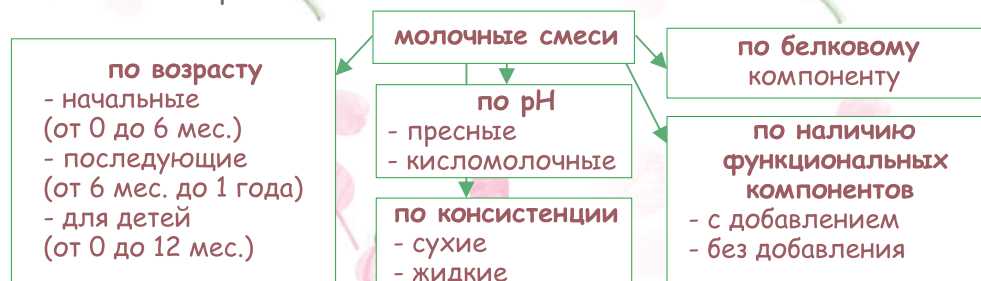 молочные смеси
по возрасту
- начальные
(от 0 до 6 мес.)
- последующие
(от 6 мес. до 1 года)
- для детей
(от 0 до 12 мес.)
по pH
- пресные
- кисломолочные
по консистенции
- сухие
- жидкие
по белковому
компоненту
по наличию
функциональных
компонентов
- с добавлением
- без добавления